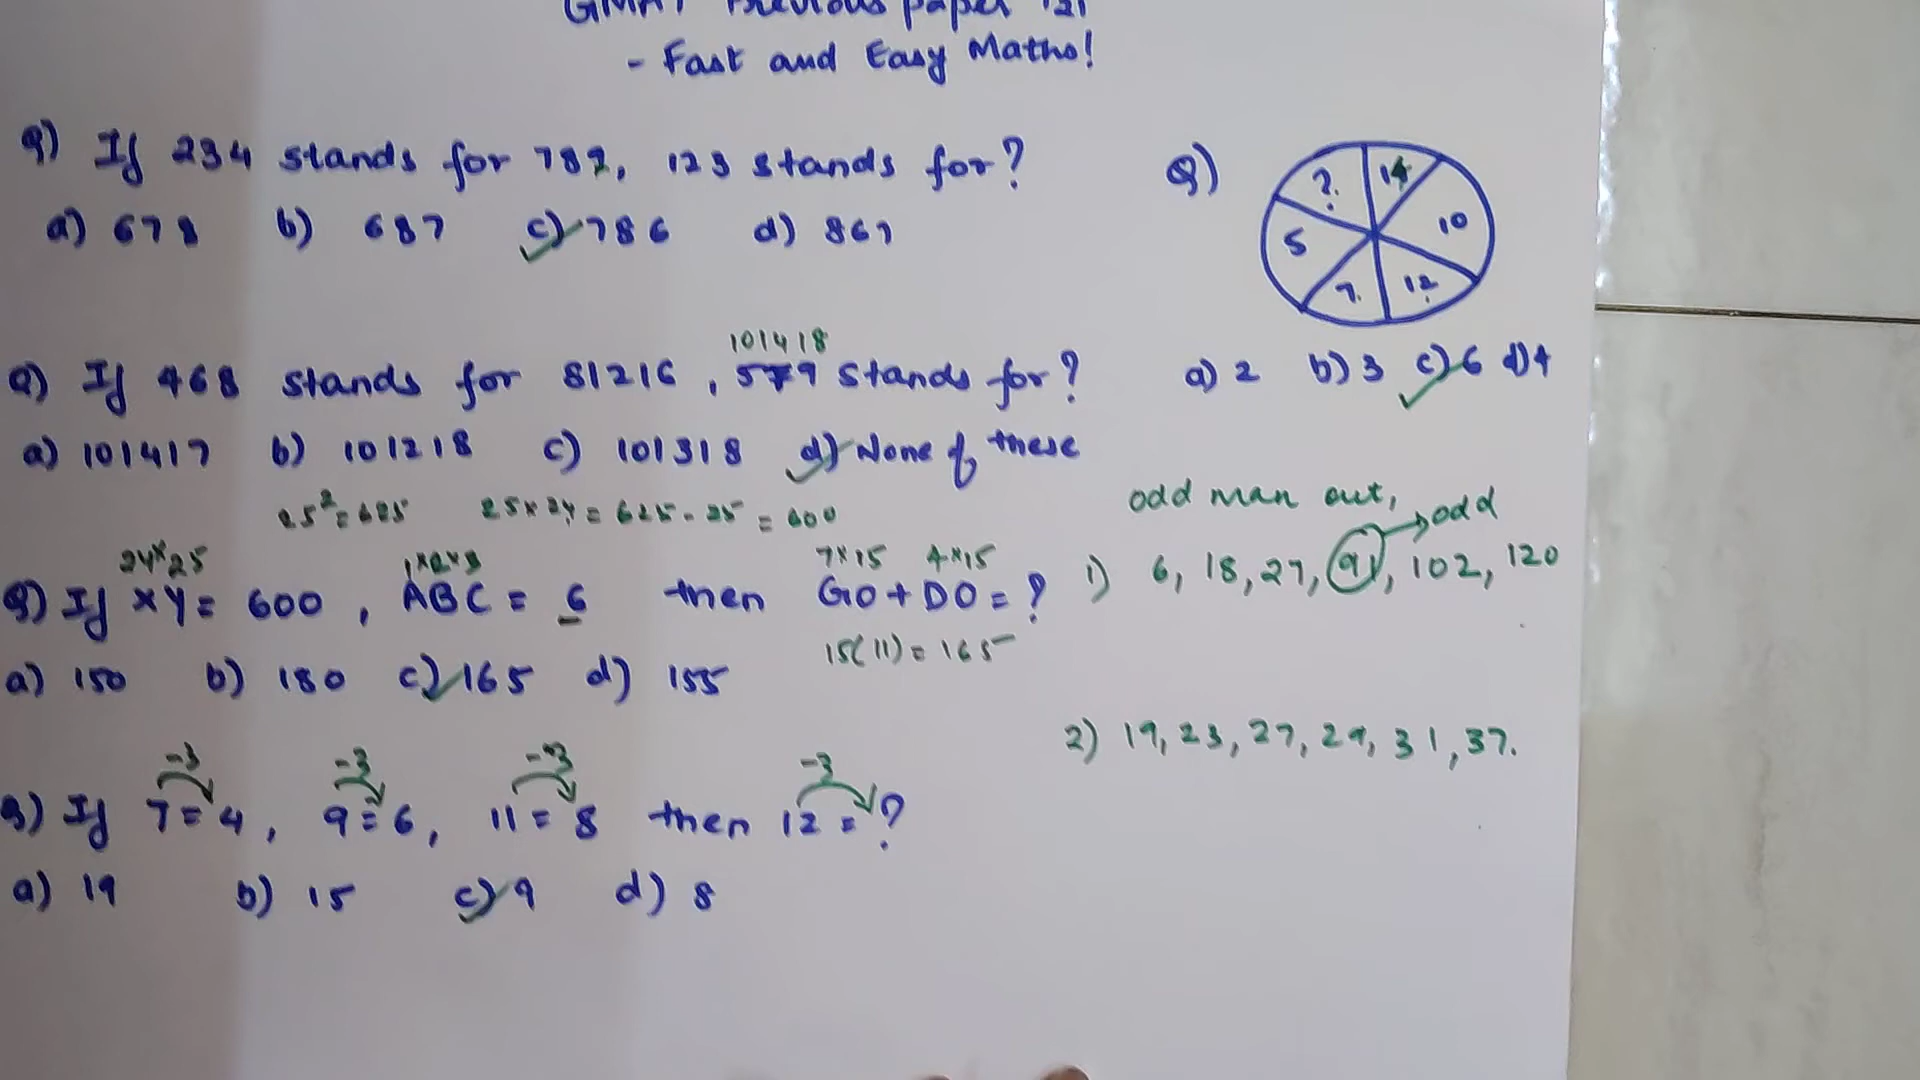 GMAT Previous paper 121
- Fast and Easy Maths!
Q) If 234 stands for 787, 123 stands for?
a) 678 b) 687 c) 786 d) 867
101418
Q) If 468 stands for 81216, 579 stands for?
a) 101417 b) 101218 c) 101318 d) None of these
25²=625 25×24=625-25=600
24×25 1×2×3 7×15 4×15
Q) If XY=600, ABC=6 then GO+DO=?
15(11)=165
a) 150 b) 180 c) 165 d) 155
-3 -3 -3 -3
Q) If 7=4, 9=6, 11=8 then 12=?
a) 19 b) 15 c) 9 d) 8
Q)
? 14
5 10
7 12
a) 2 b) 3 c) 6 d) 4
odd man out,
odd
1) 6, 18, 27, 91, 102, 120
2) 19, 23, 27, 29, 31, 37.